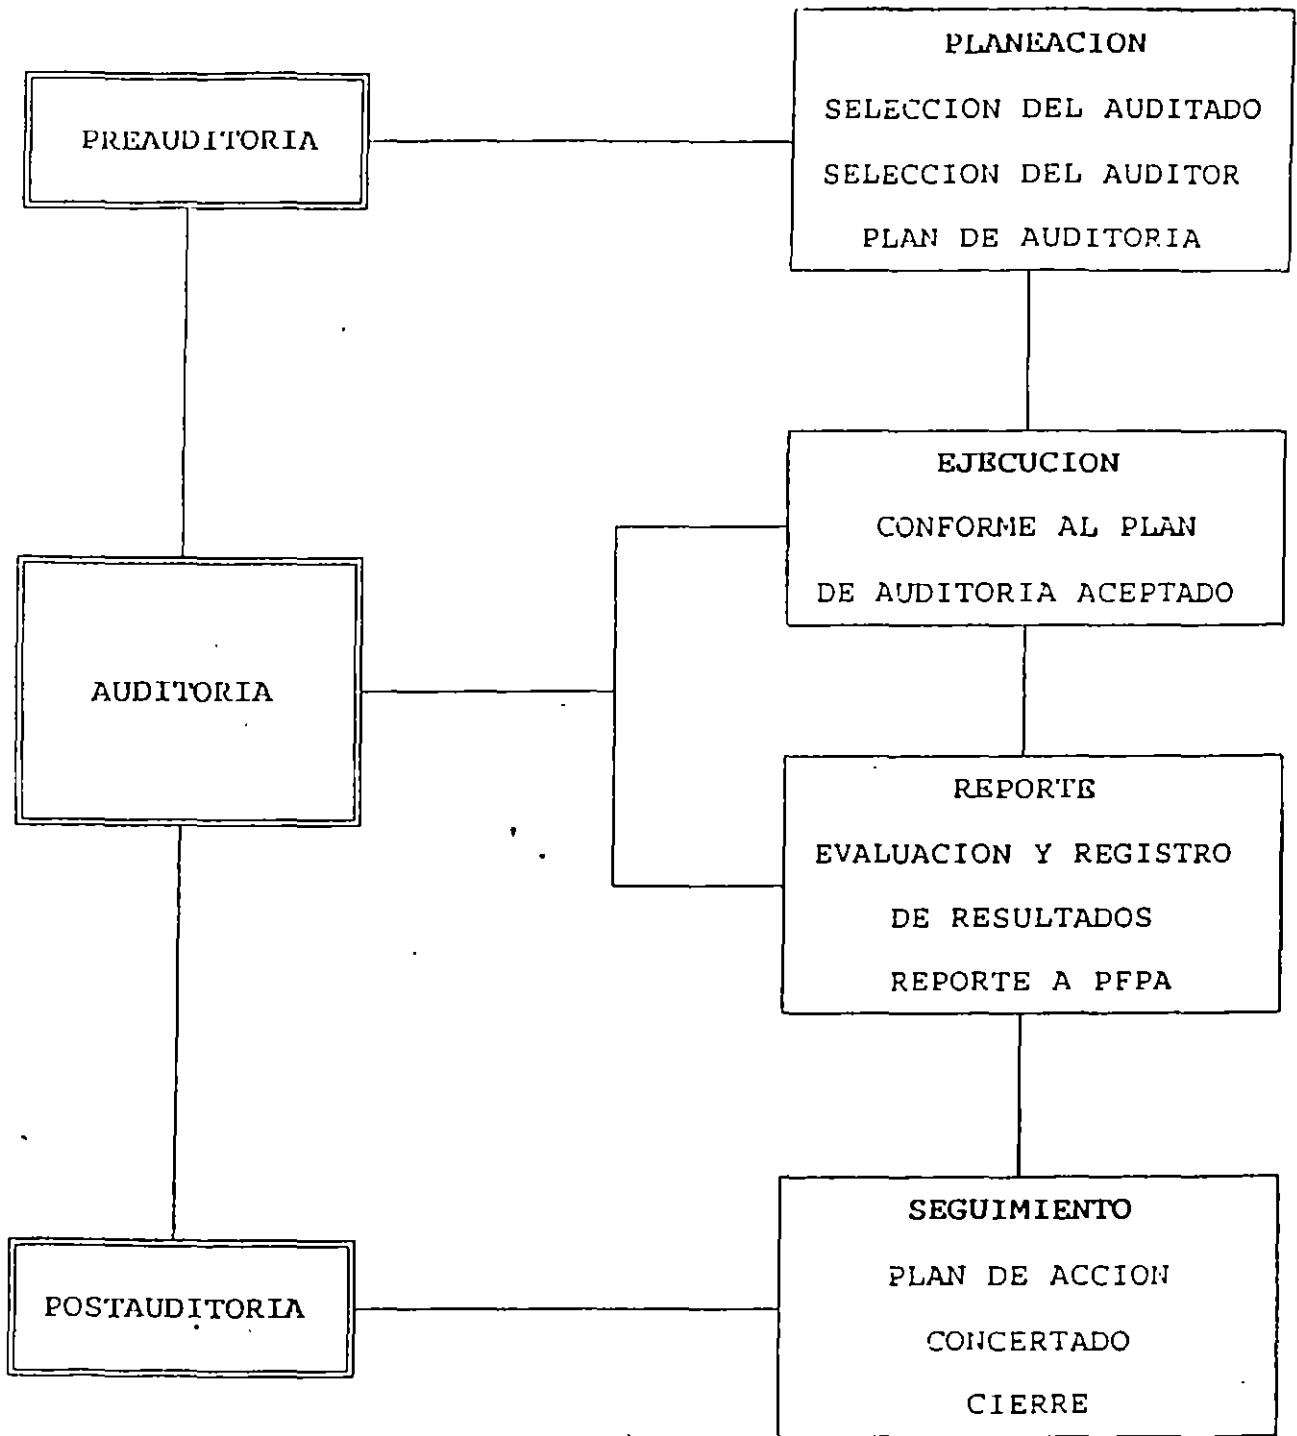 PLANEACION
SELECCION DEL AUDITADO
SELECCION DEL AUDITOR
PLAN DE AUDITORIA
PREAUDITORIA
EJECUCION
CONFORME AL PLAN
DE AUDITORIA ACEPTADO
AUDITORIA
REPORTE
EVALUACION Y REGISTRO
DE RESULTADOS
REPORTE A PFPA
SEGUIMIENTO
PLAN DE ACCION
CONCERTADO
CIERRE
POSTAUDITORIA